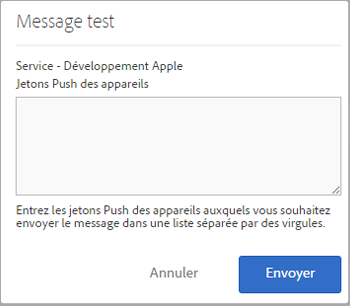 Message test
Service - Développement Apple
Jetons Push des appareils
Entrez les jetons Push des appareils auxquels vous souhaitez
envoyer le message dans une liste séparée par des virgules.
Annuler
Envoyer